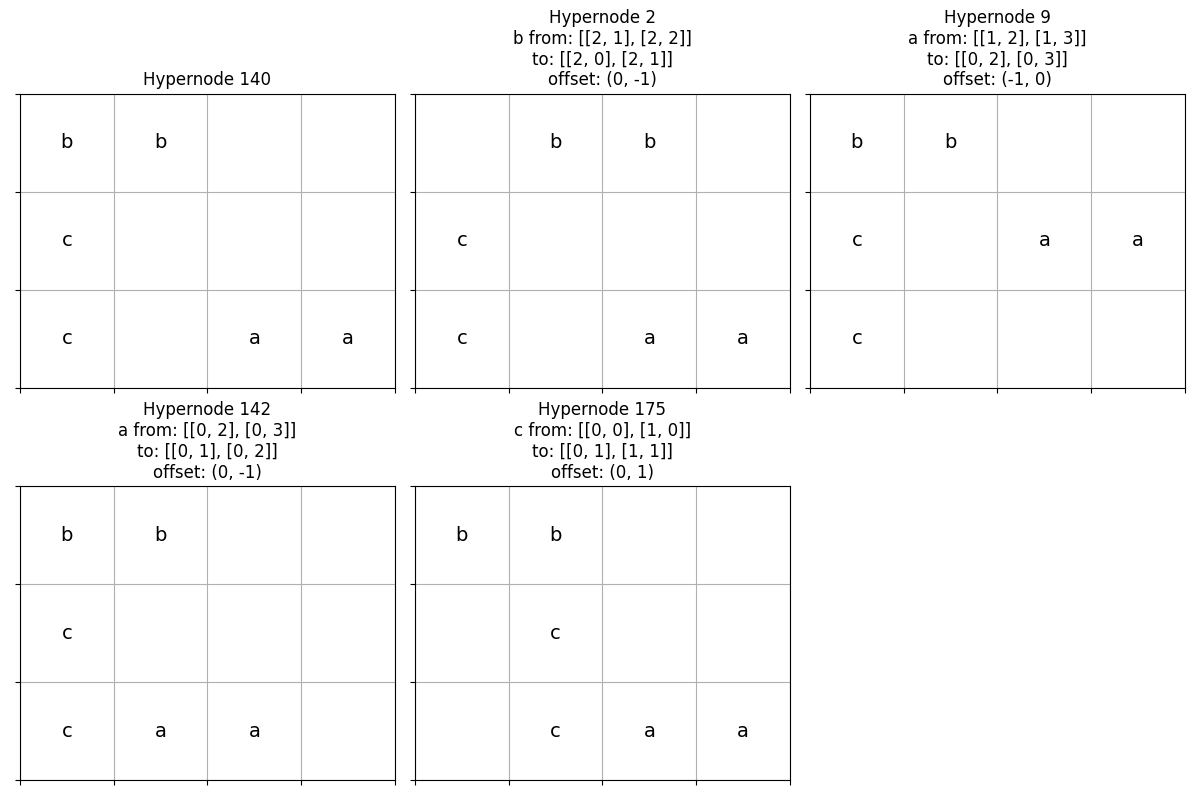 Hypernode 140
b b
c
c a a
Hypernode 2
b from: [[2, 1], [2, 2]]
to: [[2, 0], [2, 1]]
offset: (0, -1)
b b
c
c a a
Hypernode 9
a from: [[1, 2], [1, 3]]
to: [[0, 2], [0, 3]]
offset: (-1, 0)
b b
c a a
c
Hypernode 142
a from: [[0, 2], [0, 3]]
to: [[0, 1], [0, 2]]
offset: (0, -1)
b b
c
c a a
Hypernode 175
c from: [[0, 0], [1, 0]]
to: [[0, 1], [1, 1]]
offset: (0, 1)
b b
c
c a a